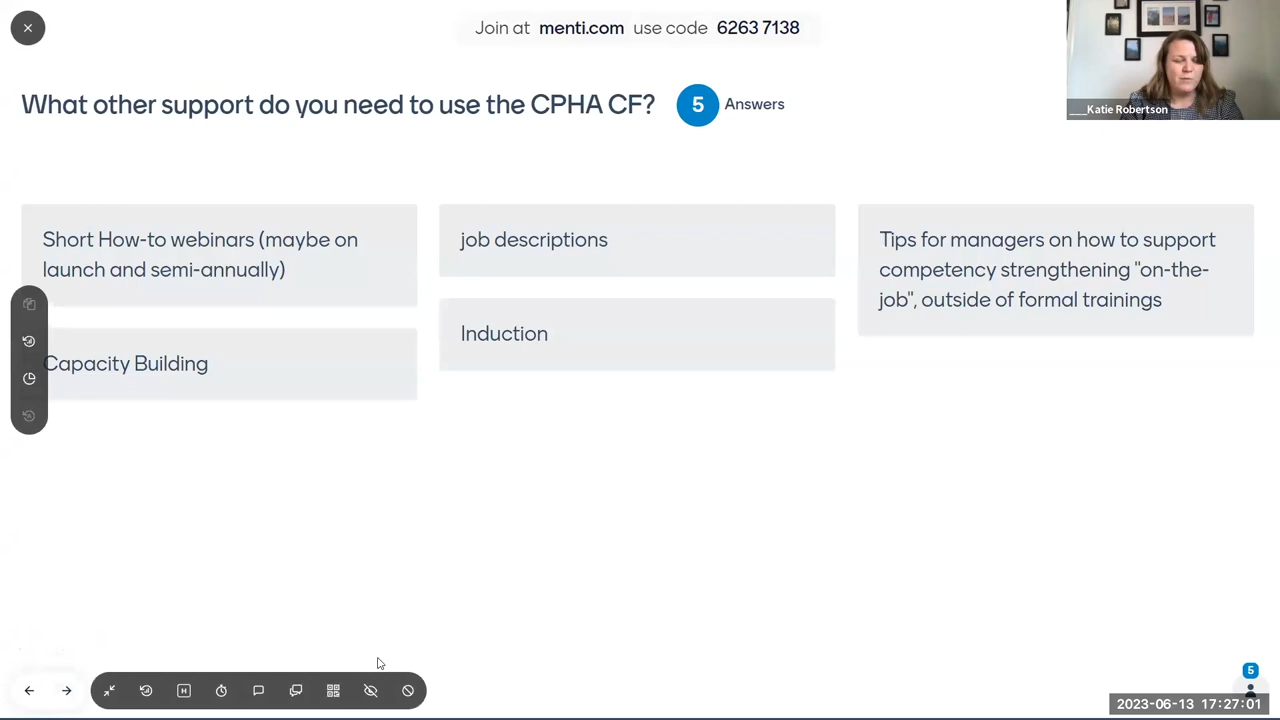 Join at menti.com use code 6263 7138
What other support do you need to use the CPHA CF? 5 Answers
___Katie Robertson
Short How-to webinars (maybe on
launch and semi-annually)
Capacity Building
job descriptions
Induction
Tips for managers on how to support
competency strengthening "on-the-
job", outside of formal trainings
H
5
2023-06-13 17:27:01